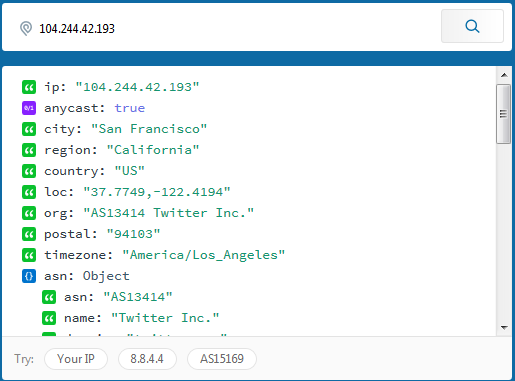 104.244.42.193
ip: "104.244.42.193"
0/1 anycast: true
city: "San Francisco"
region: "California"
country: "US"
loc: "37.7749,-122.4194"
org: "AS13414 Twitter Inc."
postal: "94103"
timezone: "America/Los_Angeles"
{} asn: Object
asn: "AS13414"
name: "Twitter Inc."
Try: Your IP 8.8.4.4 AS15169